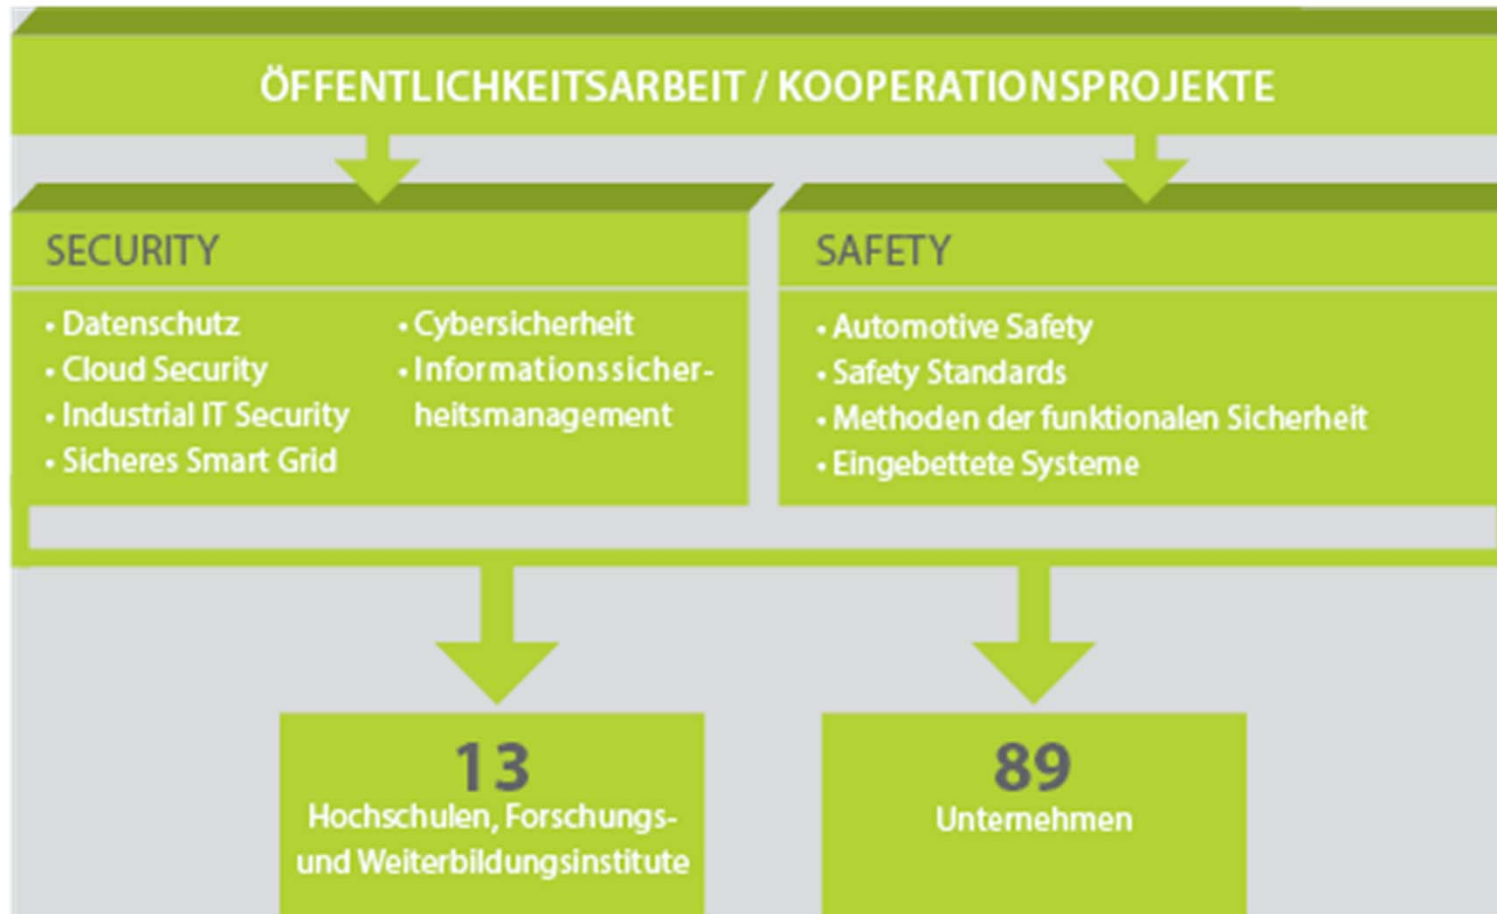 ÖFFENTLICHKEITSARBEIT / KOOPERATIONSPROJEKTE
SECURITY
• Datenschutz
• Cloud Security
• Industrial IT Security
• Sicheres Smart Grid
• Cybersicherheit
• Informationssicher-
heitsmanagement
SAFETY
• Automotive Safety
• Safety Standards
• Methoden der funktionalen Sicherheit
• Eingebettete Systeme
13
Hochschulen, Forschungs-
und Weiterbildungsinstitute
89
Unternehmen